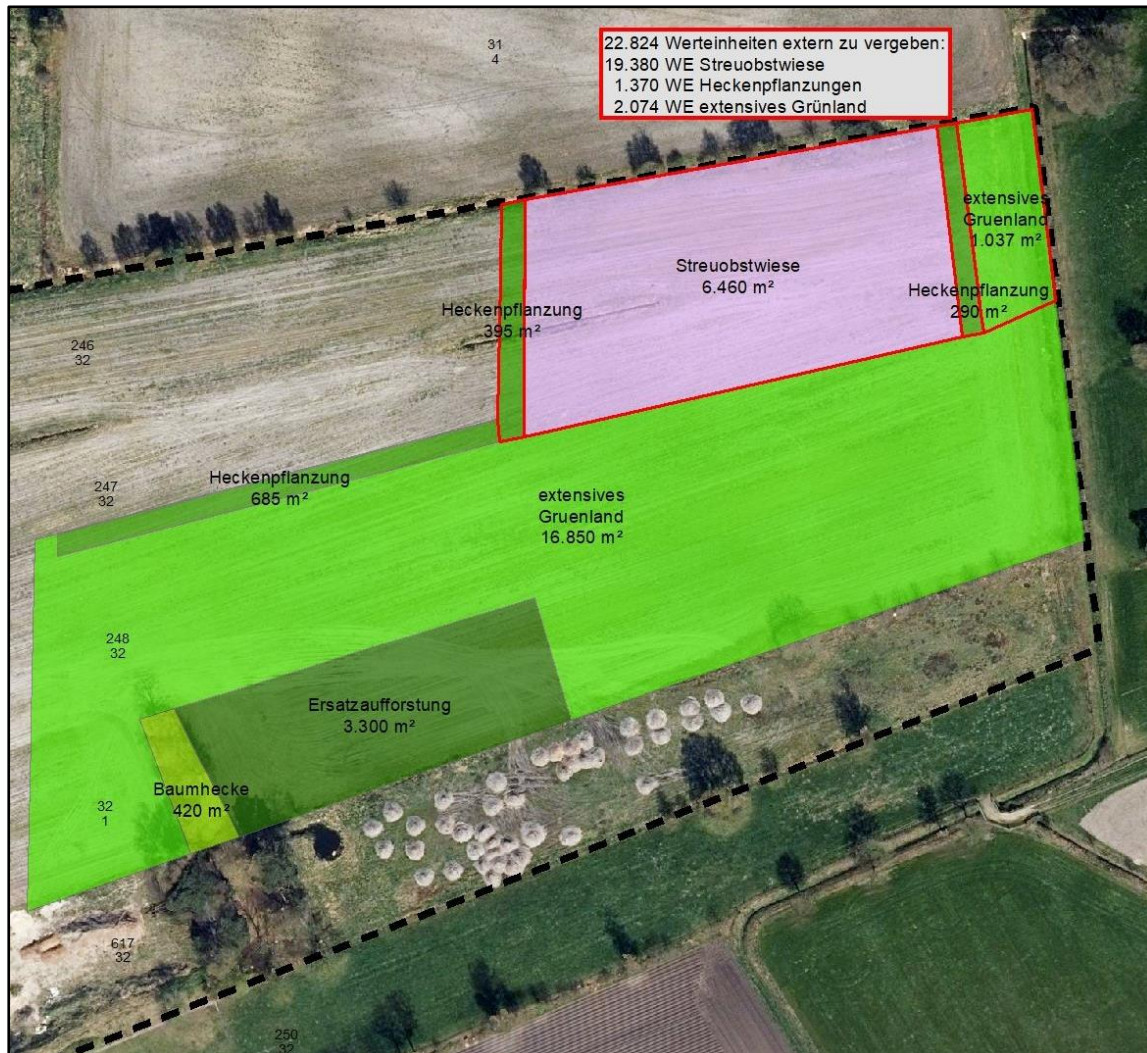 31
4
22.824 Werteinheiten extern zu vergeben:
19.380 WE Streuobstwiese
1.370 WE Heckenpflanzungen
2.074 WE extensives Grünland
extensives
Gruenland
1.037 m²
Streuobstwiese
6.460 m²
Heckenpflanzung
290 m²
Heckenpflanzung
395 m²
246
32
Heckenpflanzung
685 m²
247
32
extensives
Gruenland
16.850 m²
248
32
Ersatzaufforstung
3.300 m²
Baumhecke
420 m²
32
1
617
32
250
32